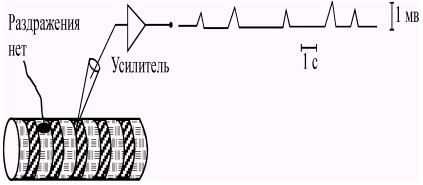 Раздражения
нет
Усилитель
1 мв
1 с